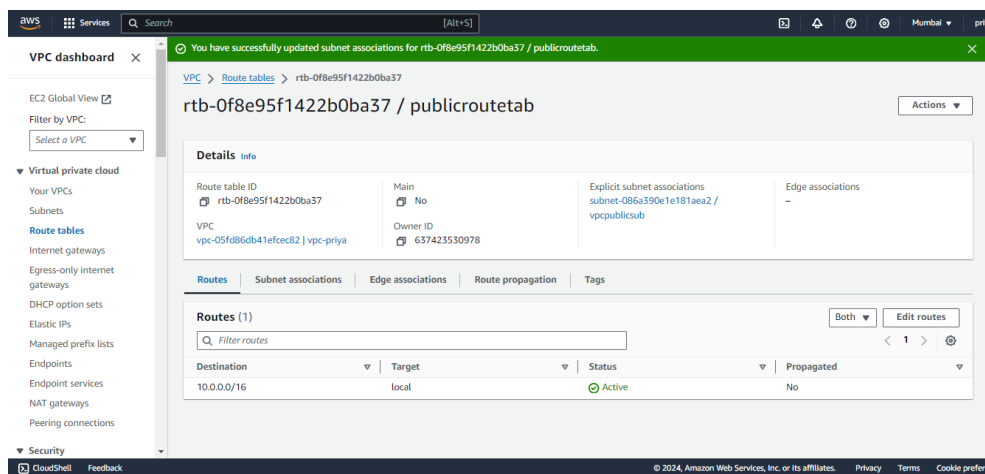 aws Services Search [Alt+S] Mumbai pri
VPC dashboard
You have successfully updated subnet associations for rtb-0f8e95f1422b0ba37 / publicroutetab.
VPC > Route tables > rtb-0f8e95f1422b0ba37
rtb-0f8e95f1422b0ba37 / publicroutetab
Actions
EC2 Global View
Filter by VPC:
Select a VPC
Virtual private cloud
Your VPCs
Subnets
Route tables
Internet gateways
Egress-only internet
gateways
DHCP option sets
Elastic IPs
Managed prefix lists
Endpoints
Endpoint services
NAT gateways
Peering connections
Security
Details Info
Route table ID
rtb-0f8e95f1422b0ba37
Main
No
Explicit subnet associations
subnet-086a390e1e181aea2 /
vpcpublicsub
Edge associations
–
VPC
vpc-05fd86db41efcec82 | vpc-priya
Owner ID
637423530978
Routes Subnet associations Edge associations Route propagation Tags
Routes (1)
Both Edit routes
Filter routes
< 1 >
Destination Target Status Propagated
10.0.0.0/16 local Active No
CloudShell Feedback © 2024, Amazon Web Services, Inc. or its affiliates. Privacy Terms Cookie prefer